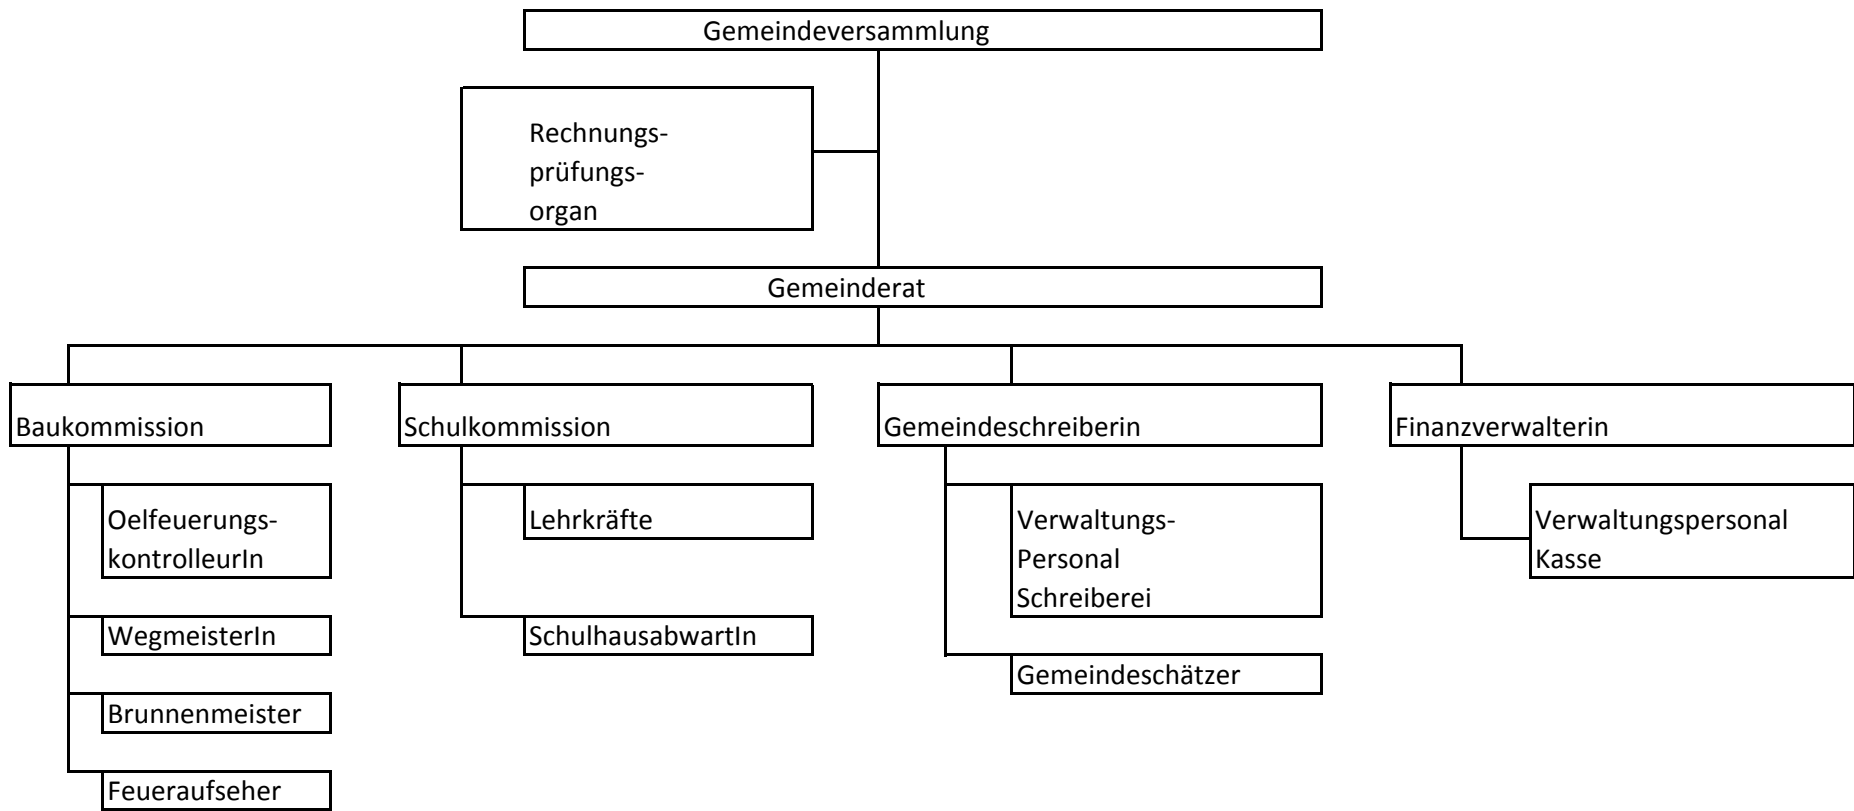 Gemeindeversammlung
Rechnungs-
prüfungs-
organ
Gemeinderat
Baukommission
Schulkommission
Gemeindeschreiberin
Finanzverwalterin
Oelfeuerungs-
kontrolleurIn
Lehrkräfte
Verwaltungs-
Personal
Schreiberei
Verwaltungspersonal
Kasse
WegmeisterIn
SchulhausabwartIn
Gemeindeschätzer
Brunnenmeister
Feueraufseher